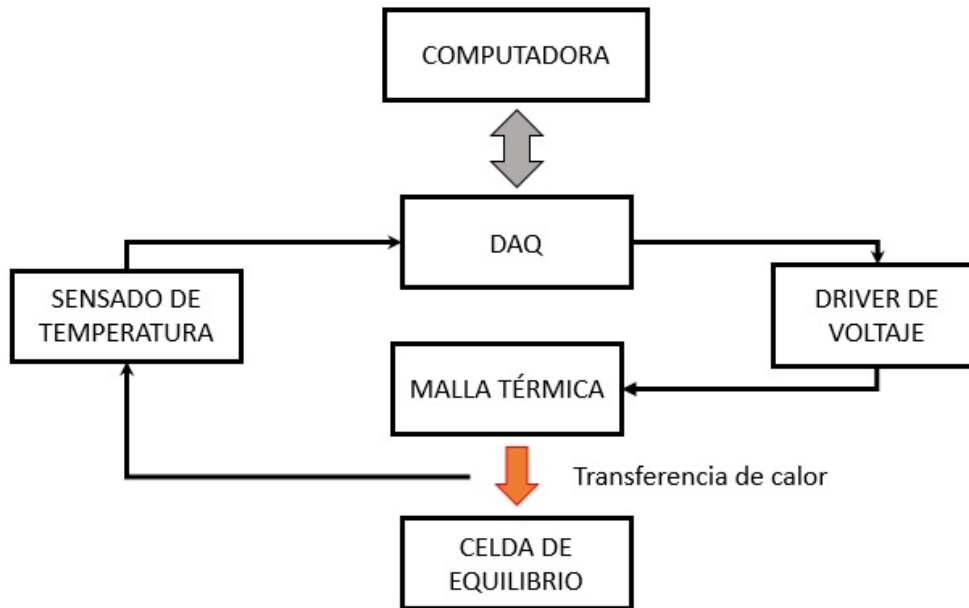 COMPUTADORA
DAQ
SENSADO DE
TEMPERATURA
DRIVER DE
VOLTAJE
MALLA TÉRMICA
Transferencia de calor
CELDA DE
EQUILIBRIO